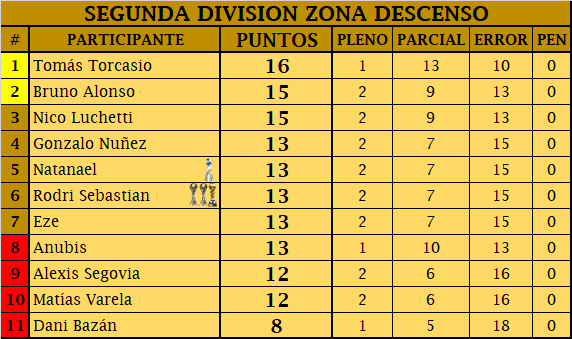 SEGUNDA DIVISION ZONA DESCENSO
# PARTICIPANTE PUNTOS PLENO PARCIAL ERROR PEN
1 Tomás Torcasio 16 1 13 10 0
2 Bruno Alonso 15 2 9 13 0
3 Nico Luchetti 15 2 9 13 0
4 Gonzalo Nuñez 13 2 7 15 0
5 Natanael 13 2 7 15 0
6 Rodri Sebastian 13 2 7 15 0
7 Eze 13 2 7 15 0
8 Anubis 13 1 10 13 0
9 Alexis Segovia 12 2 6 16 0
10 Matías Varela 12 2 6 16 0
11 Dani Bazán 8 1 5 18 0